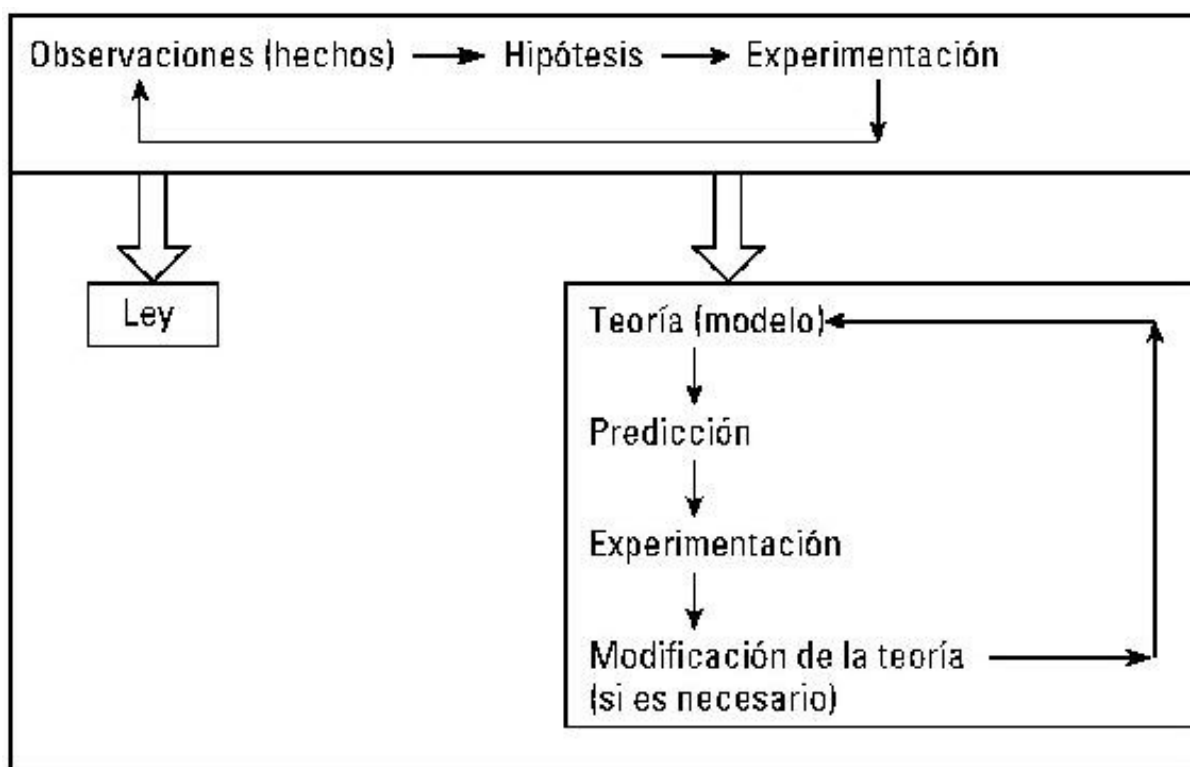 Observaciones (hechos) Hipótesis Experimentación
Ley
Teoría (modelo)
Predicción
Experimentación
Modificación de la teoría
(si es necesario)